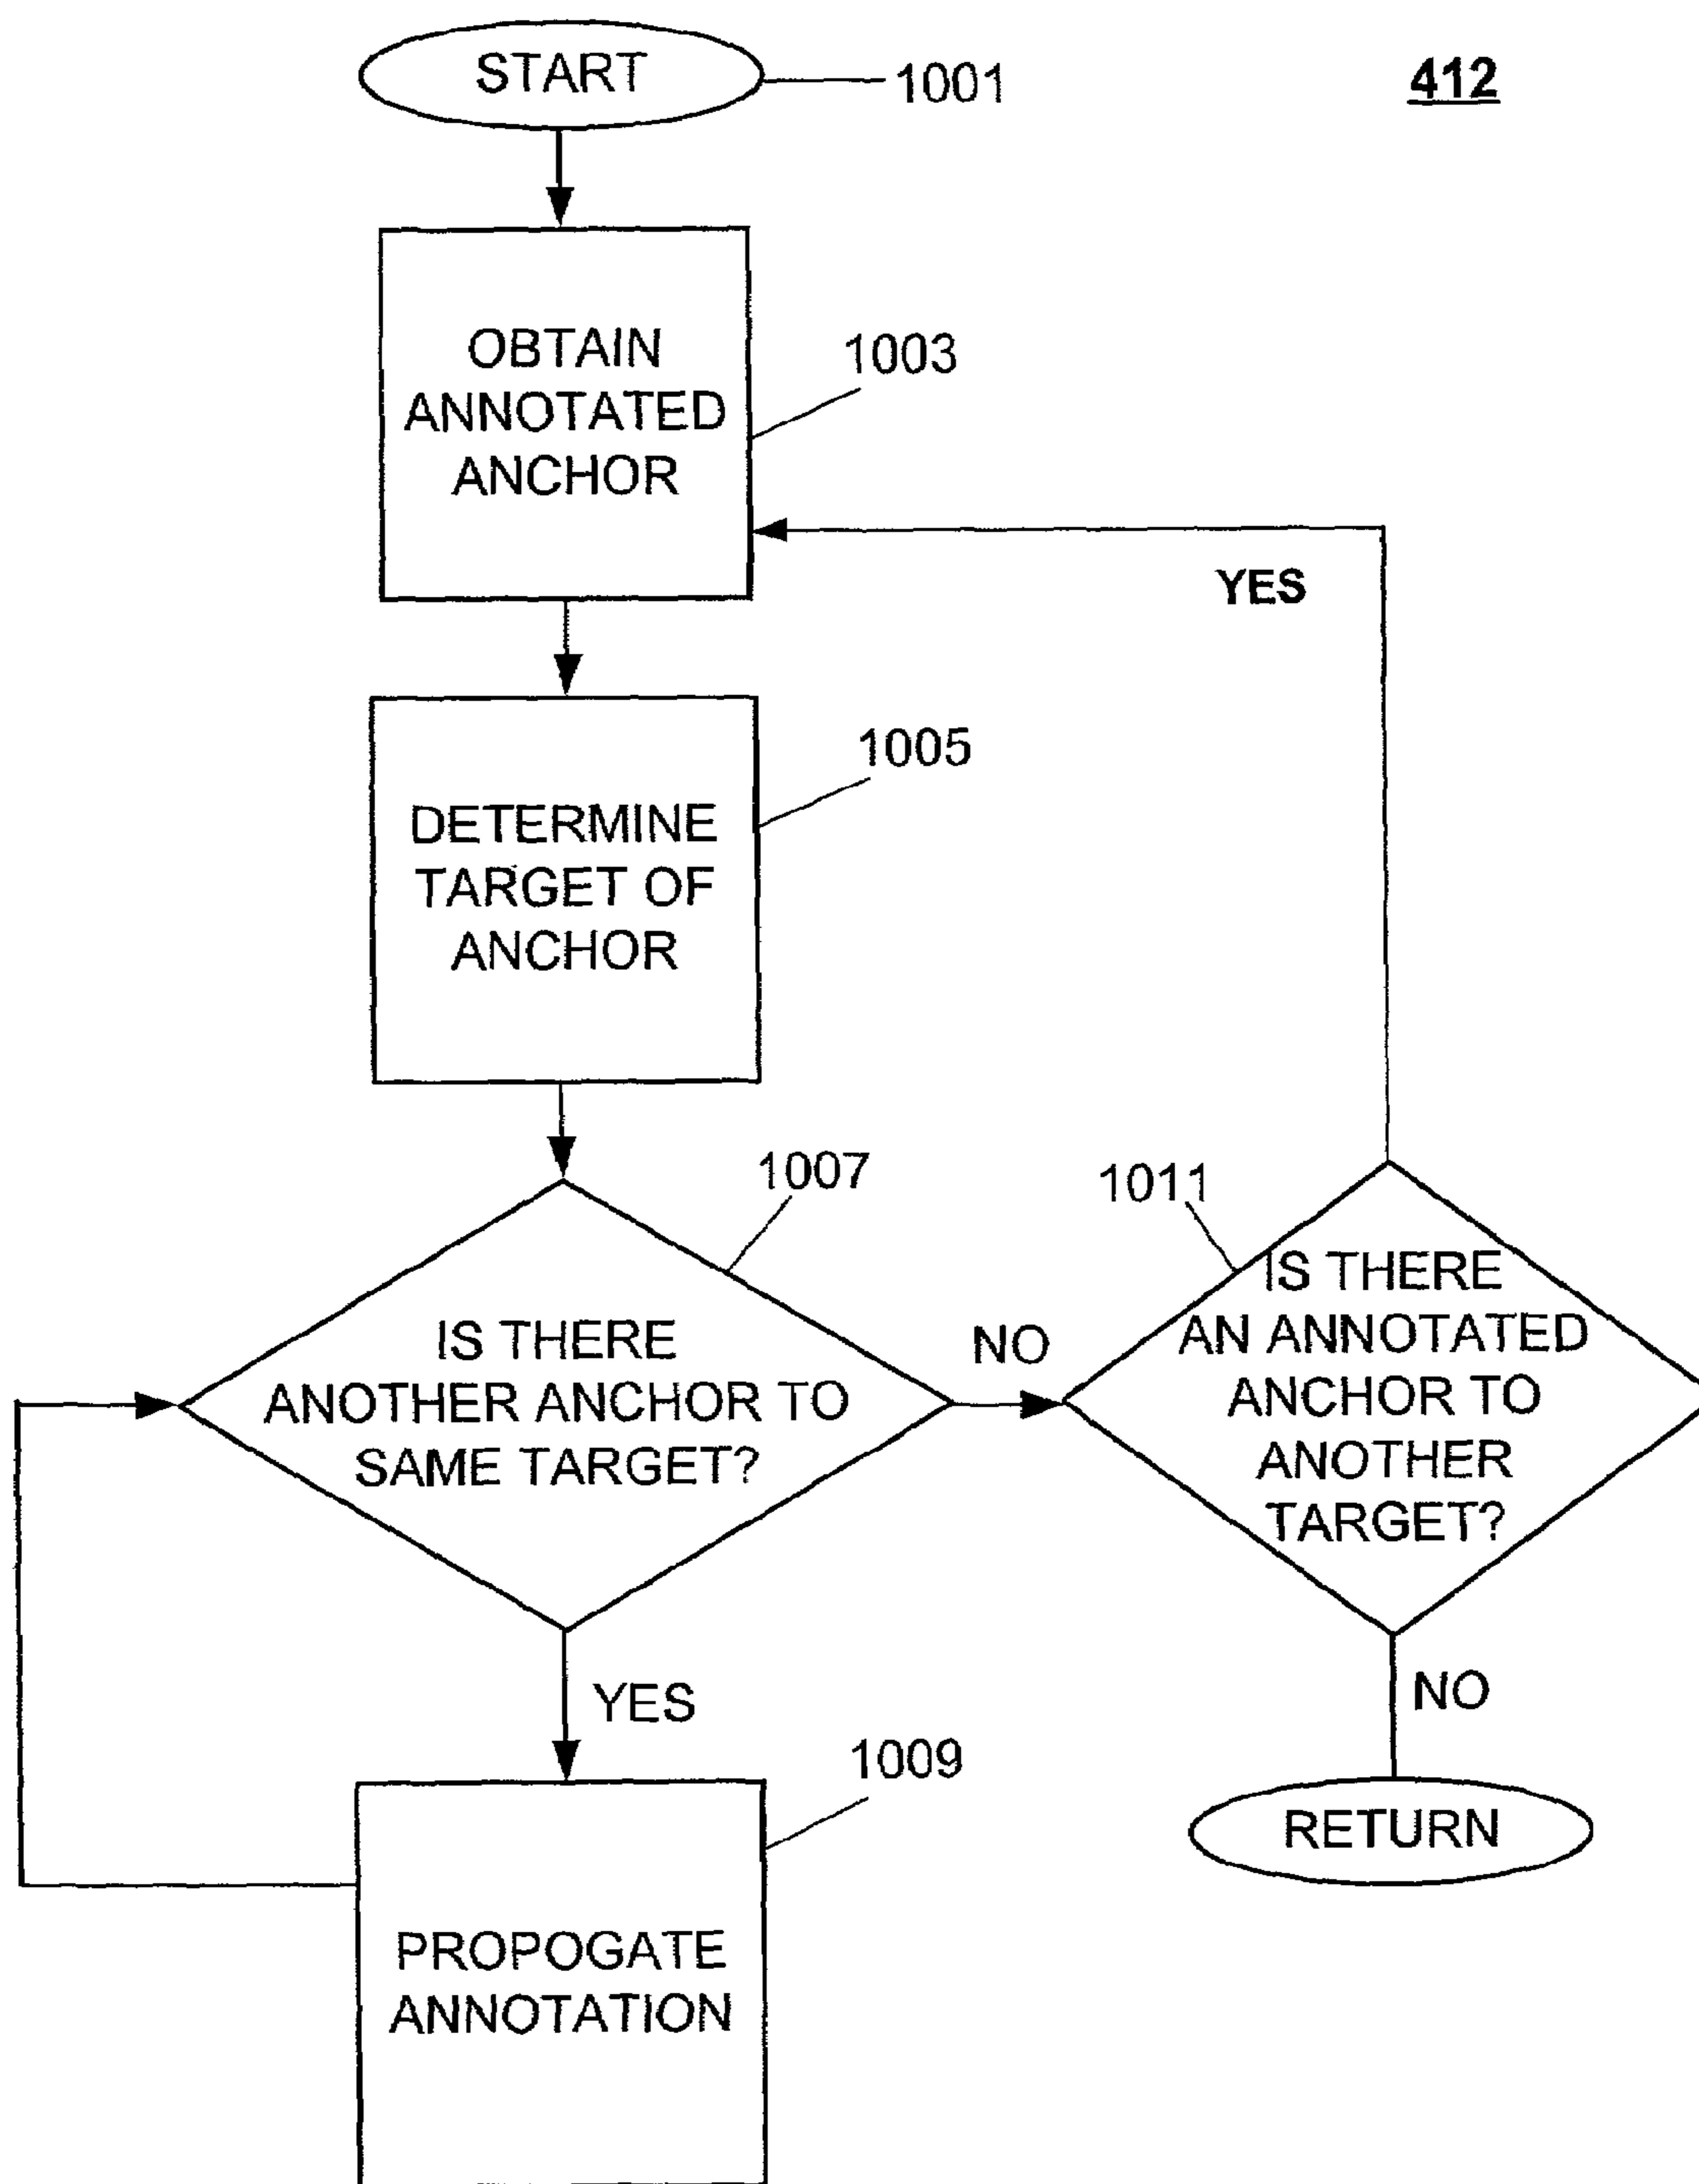 START
1001
412
OBTAIN
ANNOTATED
ANCHOR
1003
YES
DETERMINE
TARGET OF
ANCHOR
1005
1007
IS THERE
ANOTHER ANCHOR TO
SAME TARGET?
NO
1011
IS THERE
AN ANNOTATED
ANCHOR TO
ANOTHER
TARGET?
YES
NO
1009
PROPOGATE
ANNOTATION
RETURN